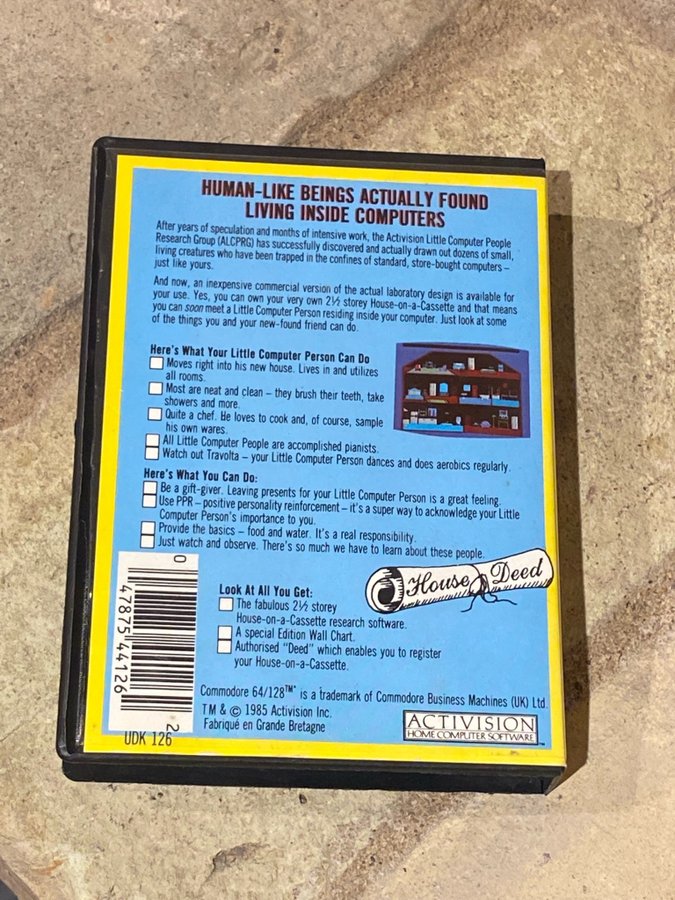 HUMAN-LIKE BEINGS ACTUALLY FOUND
LIVING INSIDE COMPUTERS
After years of speculation and months of intensive work, the Activision Little Computer People
Research Group (ALCPRG) has successfully discovered and actually drawn out dozens of small,
living creatures who have been trapped in the confines of standard, store-bought computers –
just like yours.
And now, an inexpensive commercial version of the actual laboratory design is available for
your use. Yes, you can own your very own 2½ storey House-on-a-Cassette and that means
you can soon meet a Little Computer Person residing inside your computer. Just look at some
of the things you and your new-found friend can do.
Here's What Your Little Computer Person Can Do
Moves right into his new house. Lives in and utilizes
all rooms.
Most are neat and clean – they brush their teeth, take
showers and more.
Quite a chef. Be loves to cook and, of course, sample
his own wares.
All Little Computer People are accomplished pianists.
Watch out Travolta – your Little Computer Person dances and does aerobics regularly.
Here's What You Can Do:
Be a gift-giver. Leaving presents for your Little Computer Person is a great feeling.
Use PPR – positive personality reinforcement – it's a super way to acknowledge your Little
Computer Person's importance to you.
Provide the basics – food and water. It's a real responsibility.
Just watch and observe. There's so much we have to learn about these people.
House Deed
Look At All You Get:
The fabulous 2½ storey
House-on-a-Cassette research software.
A special Edition Wall Chart.
Authorised "Deed" which enables you to register
your House-on-a-Cassette.
0 47875 44126 2
UDK 126
Commodore 64/128™ is a trademark of Commodore Business Machines (UK) Ltd.
TM & © 1985 Activision Inc.
Fabriqué en Grande Bretagne
ACTIVISION
HOME COMPUTER SOFTWARE